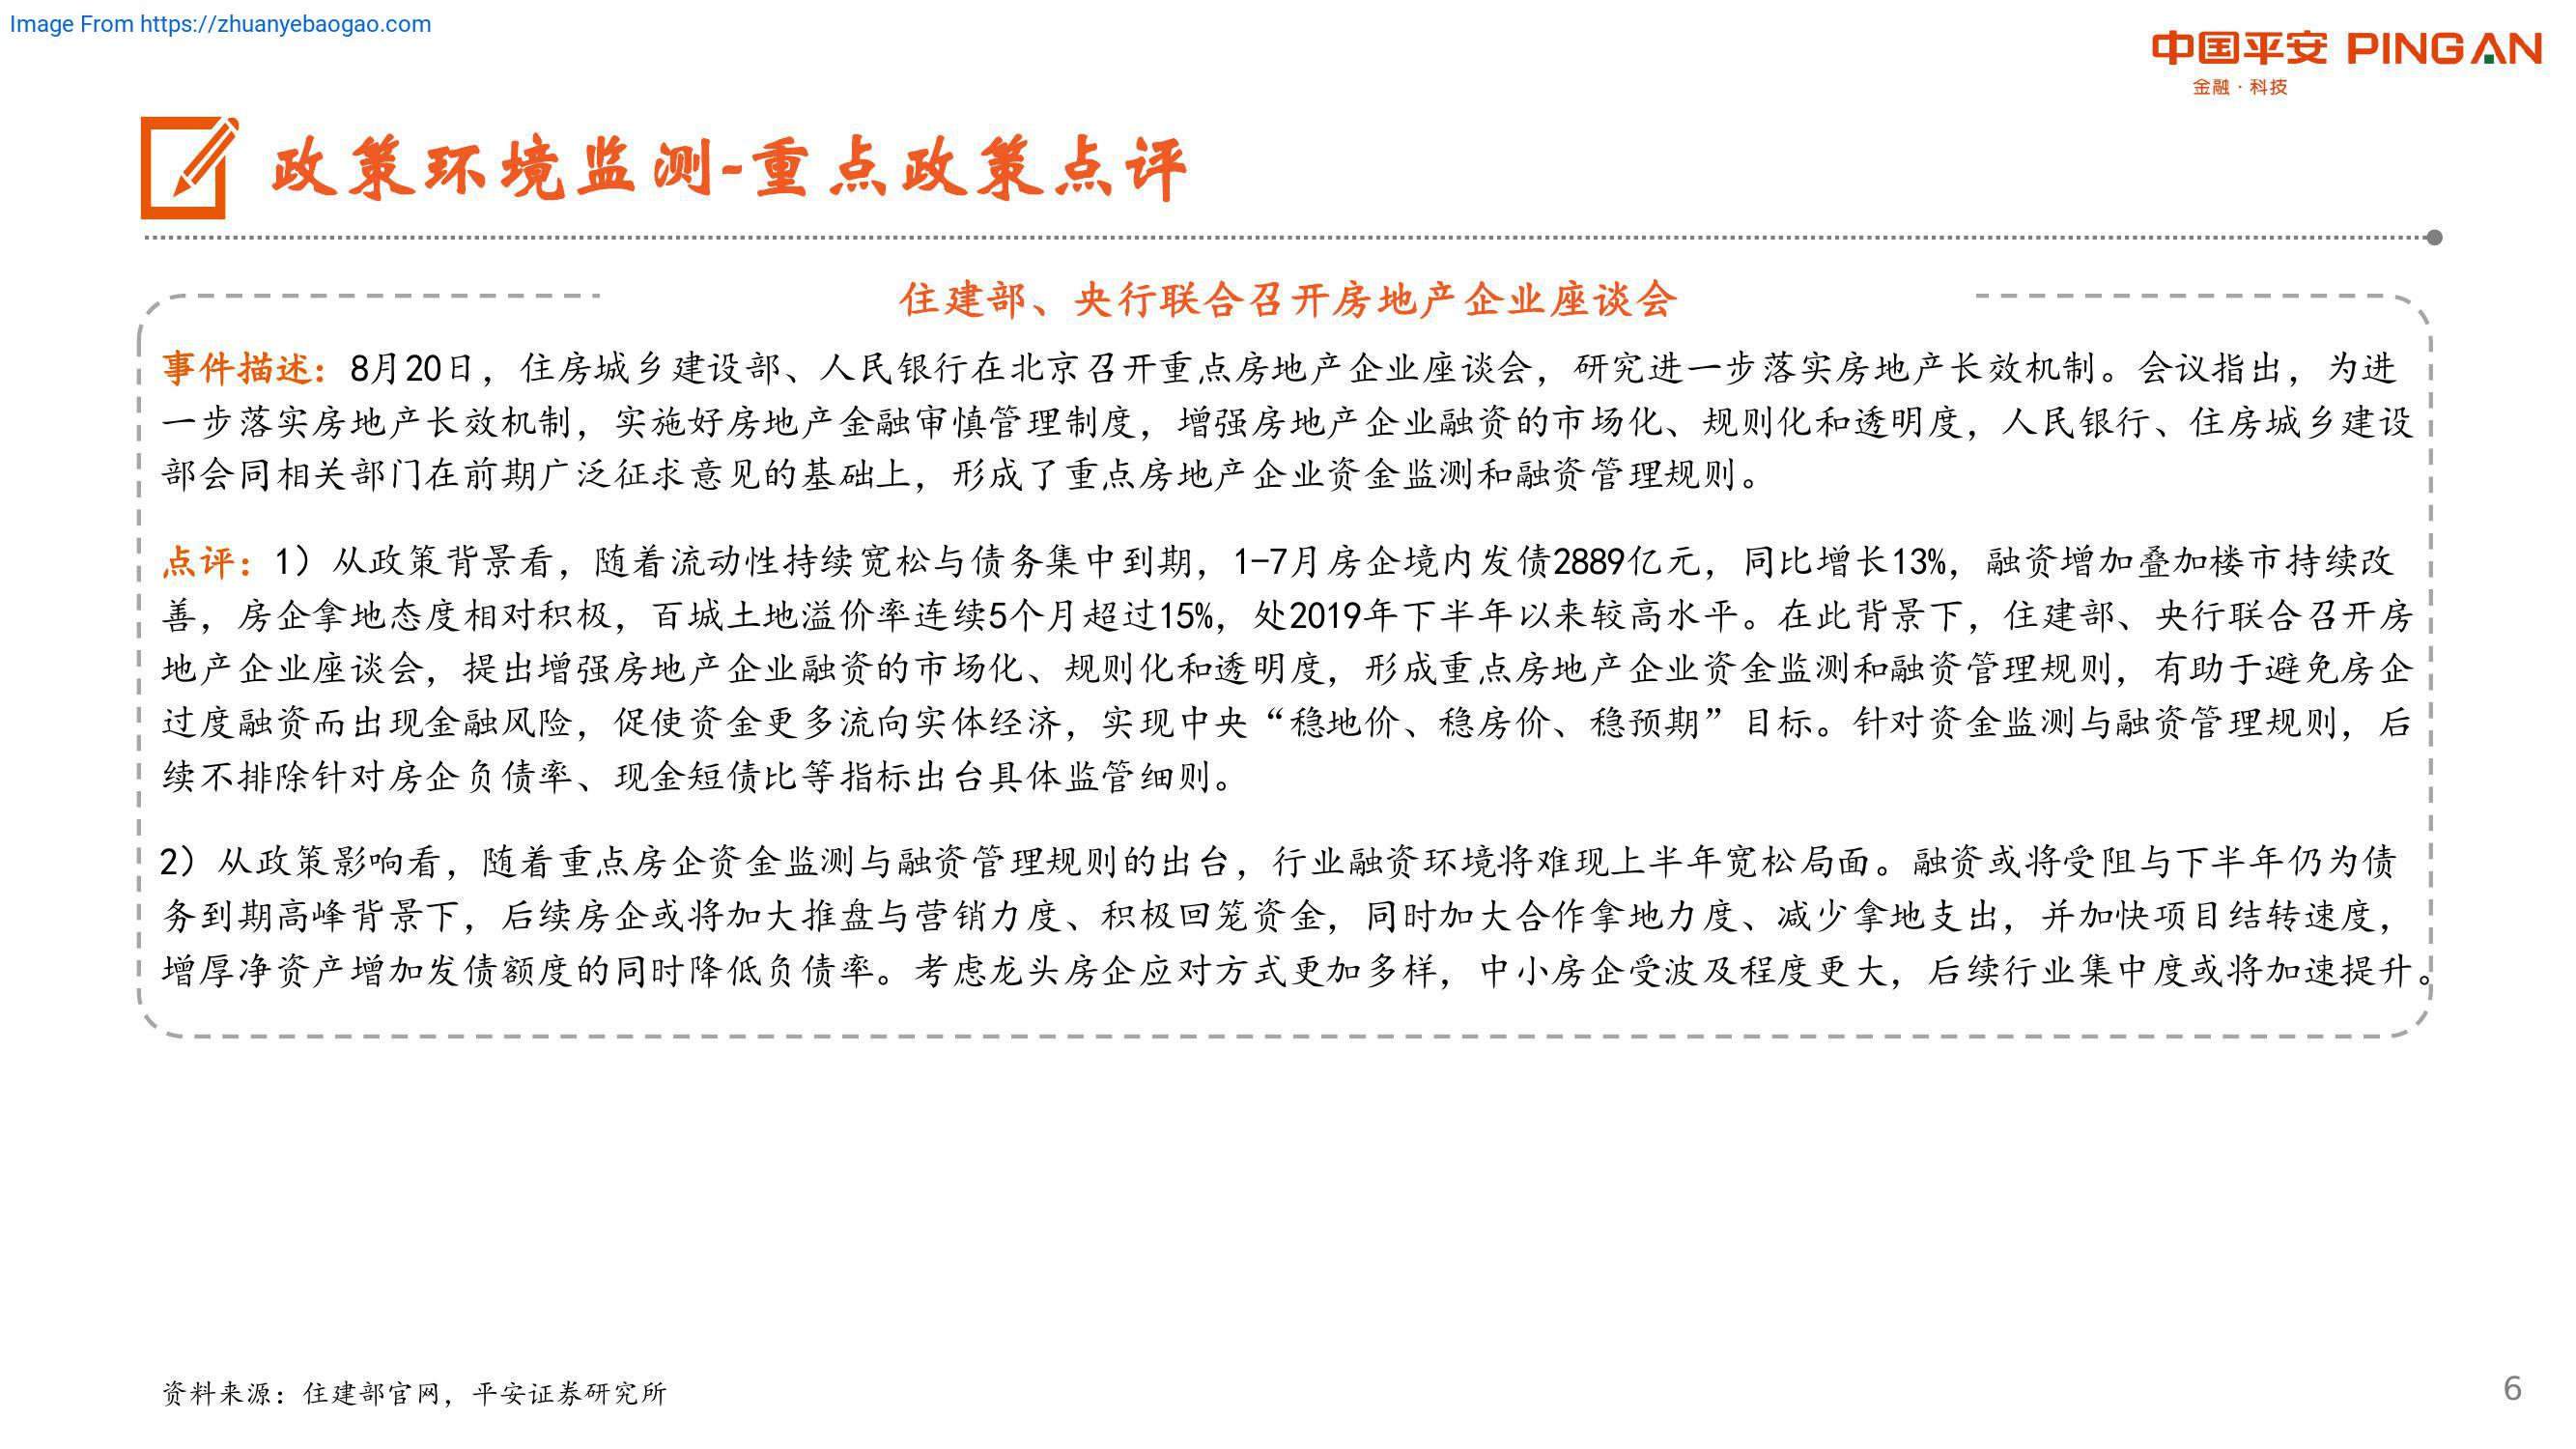 Image From https://zhuanyebaogao.com
中国平安 PINGAN
金融·科技
政策环境监测-重点政策点评
住建部、央行联合召开房地产企业座谈会
事件描述：8月20日，住房城乡建设部、人民银行在北京召开重点房地产企业座谈会，研究进一步落实房地产长效机制。会议指出，为进
一步落实房地产长效机制，实施好房地产金融审慎管理制度，增强房地产企业融资的市场化、规则化和透明度，人民银行、住房城乡建设
部会同相关部门在前期广泛征求意见的基础上，形成了重点房地产企业资金监测和融资管理规则。
点评：1）从政策背景看，随着流动性持续宽松与债务集中到期，1-7月房企境内发债2889亿元，同比增长13%，融资增加叠加楼市持续改
善，房企拿地态度相对积极，百城土地溢价率连续5个月超过15%，处2019年下半年以来较高水平。在此背景下，住建部、央行联合召开房
地产企业座谈会，提出增强房地产企业融资的市场化、规则化和透明度，形成重点房地产企业资金监测和融资管理规则，有助于避免房企
过度融资而出现金融风险，促使资金更多流向实体经济，实现中央“稳地价、稳房价、稳预期”目标。针对资金监测与融资管理规则，后
续不排除针对房企负债率、现金短债比等指标出台具体监管细则。
2）从政策影响看，随着重点房企资金监测与融资管理规则的出台，行业融资环境将难现上半年宽松局面。融资或将受阻与下半年仍为债
务到期高峰背景下，后续房企或将加大推盘与营销力度、积极回笼资金，同时加大合作拿地力度、减少拿地支出，并加快项目结转速度，
增厚净资产增加发债额度的同时降低负债率。考虑龙头房企应对方式更加多样，中小房企受波及程度更大，后续行业集中度或将加速提升。
资料来源：住建部官网，平安证券研究所
6